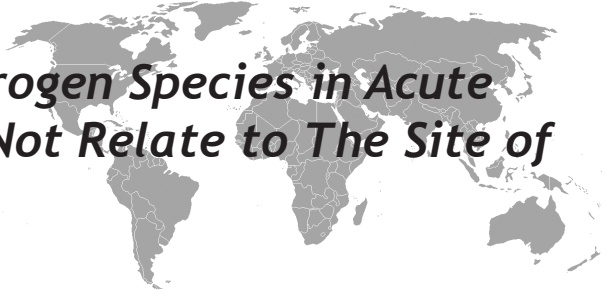 rogen Species in Acute
Not Relate to The Site of